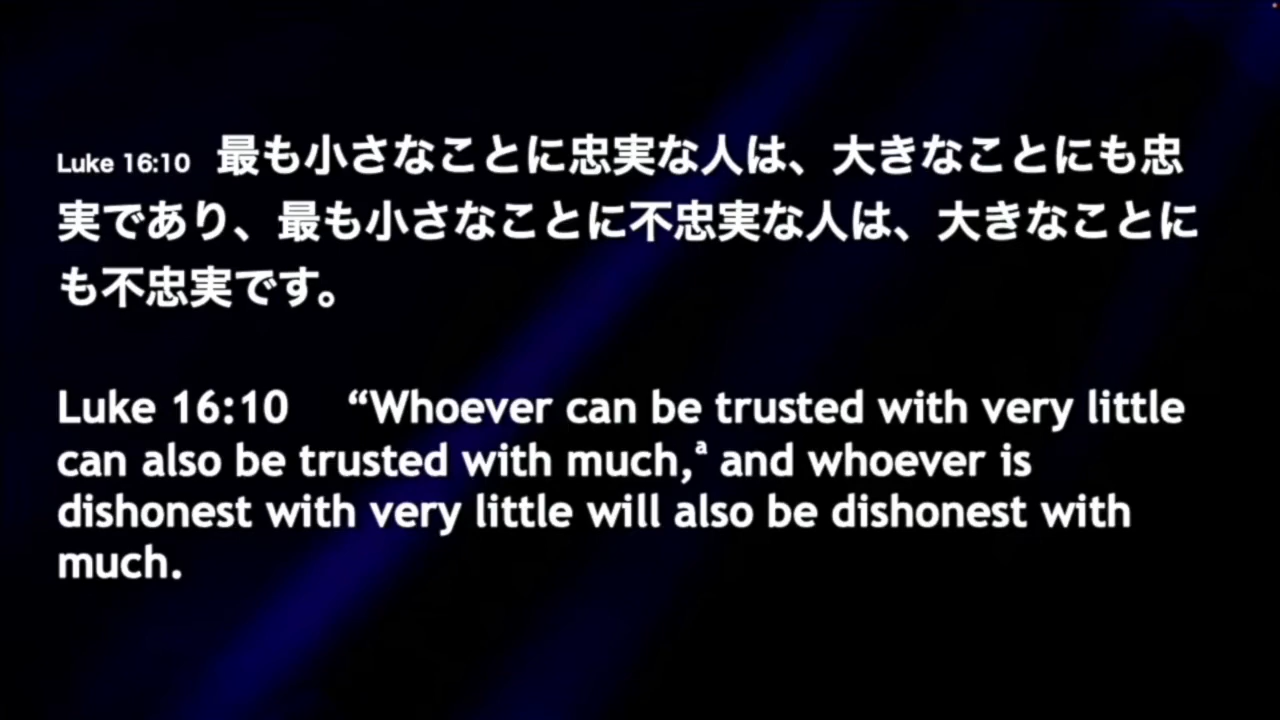 Luke 16:10 最も小さなことに忠実な人は、大きなことにも忠
実であり、最も小さなことに不忠実な人は、大きなことに
も不忠実です。
Luke 16:10 “Whoever can be trusted with very little
can also be trusted with much,ª and whoever is
dishonest with very little will also be dishonest with
much.